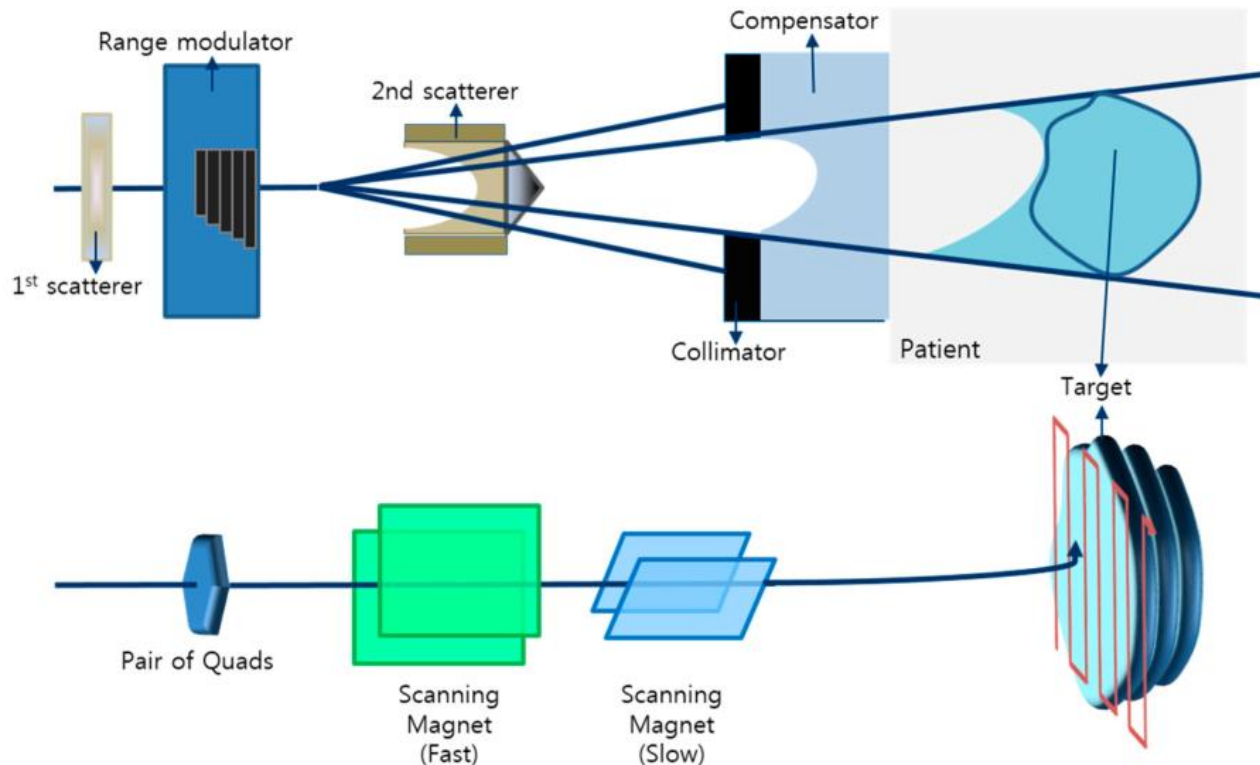 Range modulator
Compensator
2nd scatterer
1st scatterer
Collimator
Patient
Target
Pair of Quads
Scanning
Magnet
(Fast)
Scanning
Magnet
(Slow)